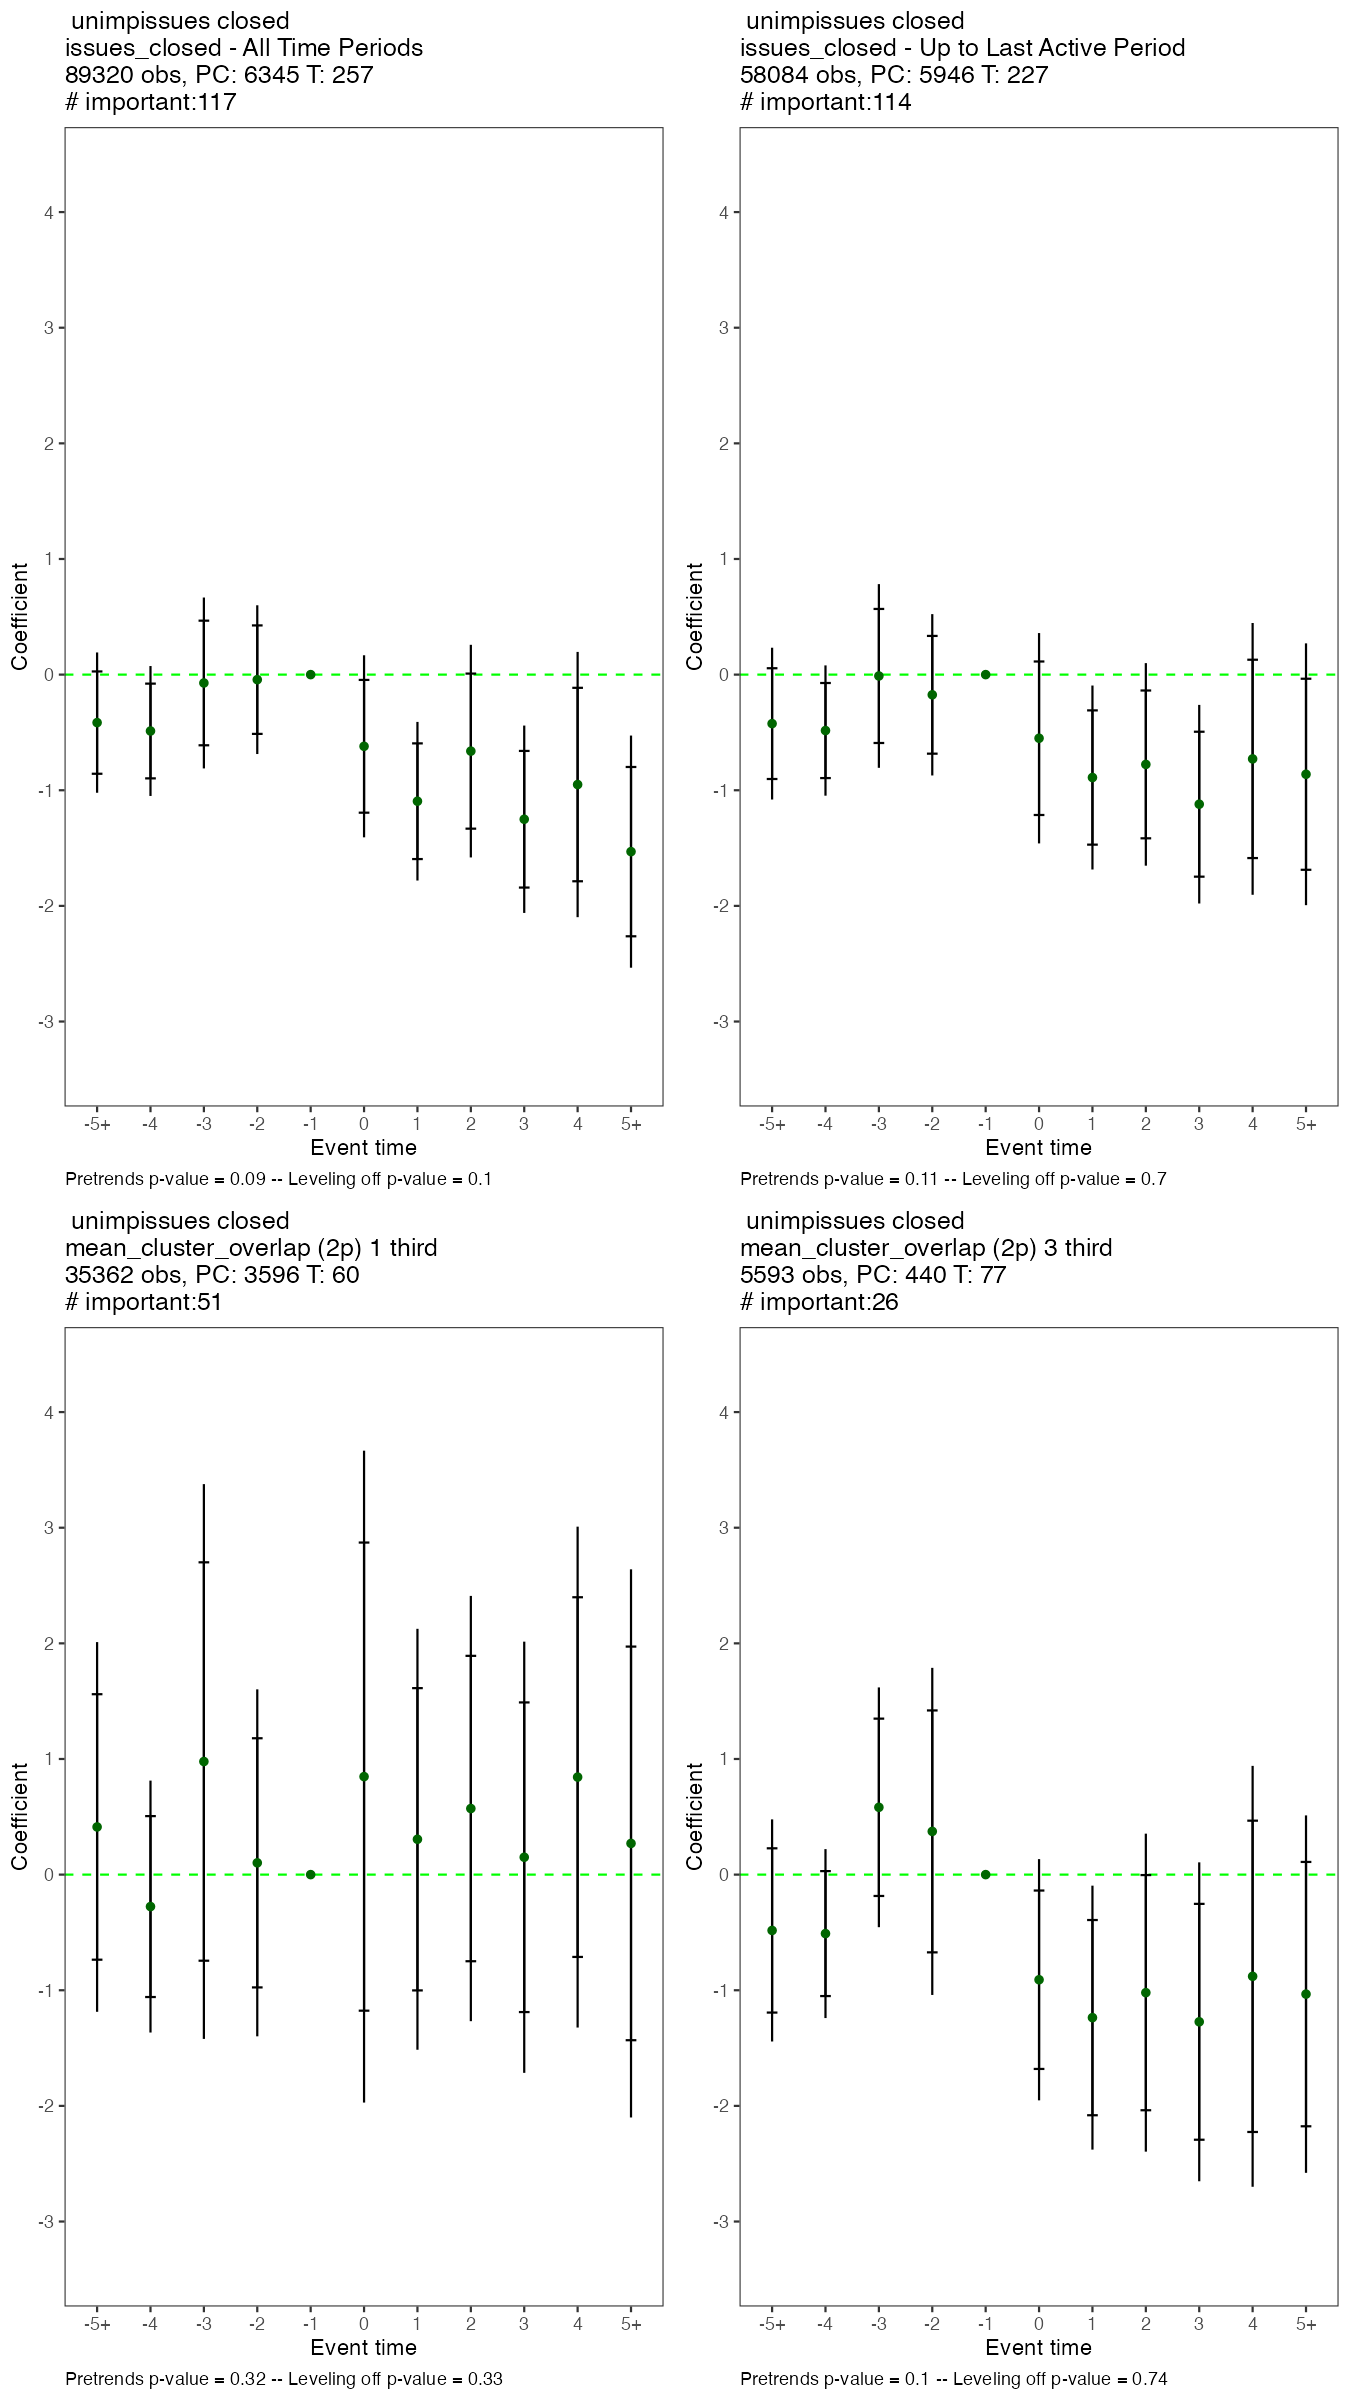 unimpissues closed
issues_closed - All Time Periods
89320 obs, PC: 6345 T: 257
# important:117
4
3
2
1
0
-1
-2
-3
Coefficient
-5+ -4 -3 -2 -1 0 1 2 3 4 5+
Event time
Pretrends p-value = 0.09 -- Leveling off p-value = 0.1
unimpissues closed
issues_closed - Up to Last Active Period
58084 obs, PC: 5946 T: 227
# important:114
4
3
2
1
0
-1
-2
-3
Coefficient
-5+ -4 -3 -2 -1 0 1 2 3 4 5+
Event time
Pretrends p-value = 0.11 -- Leveling off p-value = 0.7
unimpissues closed
mean_cluster_overlap (2p) 1 third
35362 obs, PC: 3596 T: 60
# important:51
4
3
2
1
0
-1
-2
-3
Coefficient
-5+ -4 -3 -2 -1 0 1 2 3 4 5+
Event time
Pretrends p-value = 0.32 -- Leveling off p-value = 0.33
unimpissues closed
mean_cluster_overlap (2p) 3 third
5593 obs, PC: 440 T: 77
# important:26
4
3
2
1
0
-1
-2
-3
Coefficient
-5+ -4 -3 -2 -1 0 1 2 3 4 5+
Event time
Pretrends p-value = 0.1 -- Leveling off p-value = 0.74